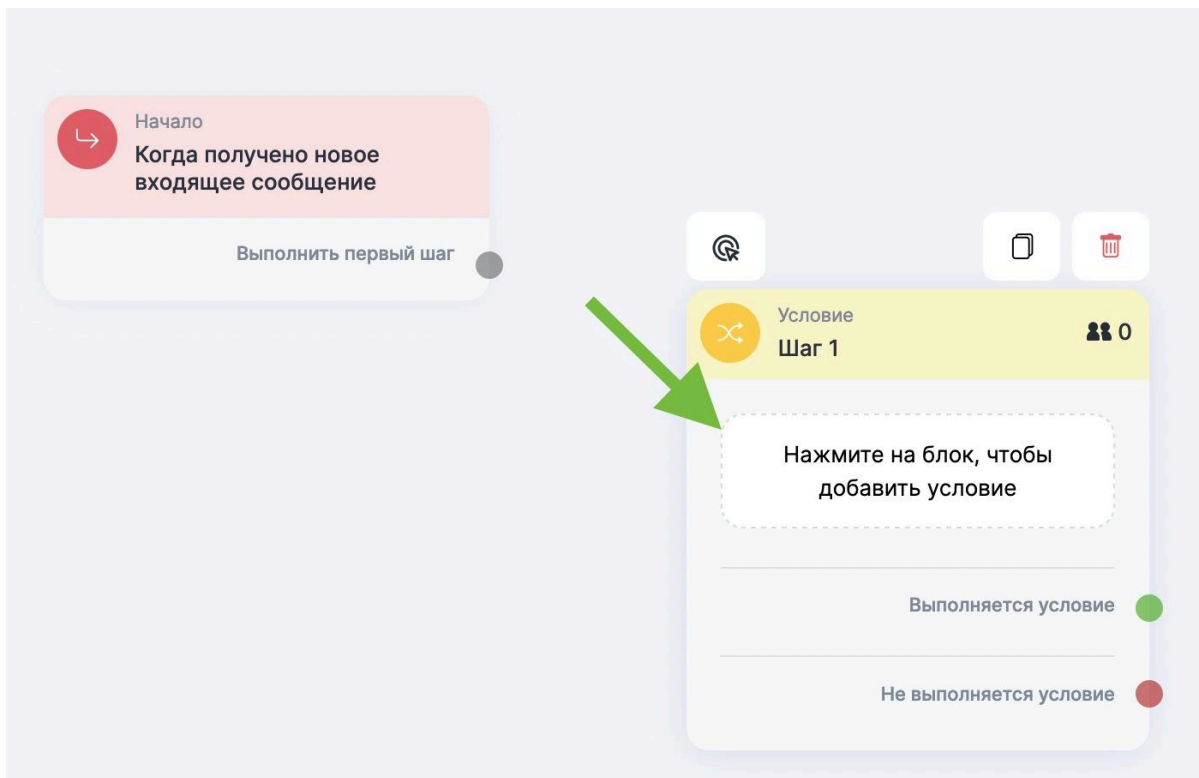 Начало
Когда получено новое
входящее сообщение
Выполнить первый шаг
Условие
Шаг 1
0
Нажмите на блок, чтобы
добавить условие
Выполняется условие
Не выполняется условие